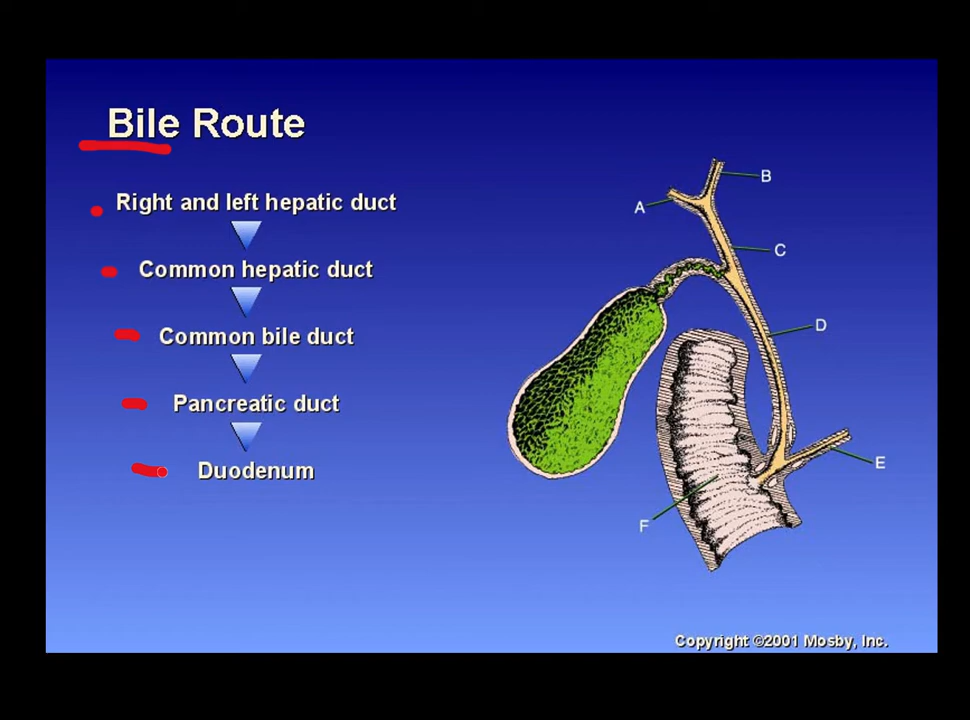 Bile Route
Right and left hepatic duct
Common hepatic duct
Common bile duct
Pancreatic duct
Duodenum
A
B
C
D
E
F
Copyright ©2001 Mosby, Inc.